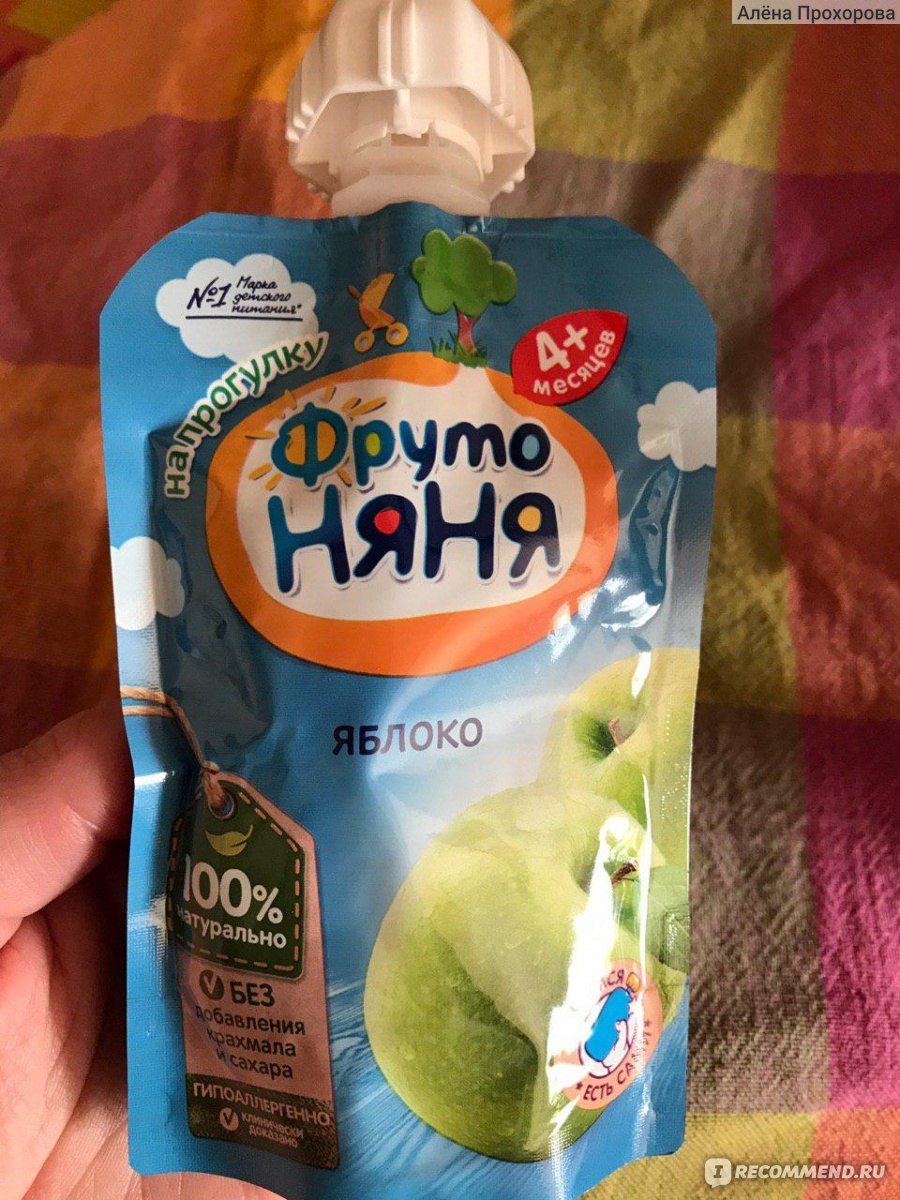 Алёна Прохорова
№1 Марка
детского
питания*
на прогулку
4+
месяцев
Фруто
Няня
ЯБЛОКО
100%
натурально
БЕЗ
добавления
крахмала
и сахара
ГИПОАЛЛЕРГЕННО
клинически
доказано
ЕСТЬ
I RECOMMEND.RU